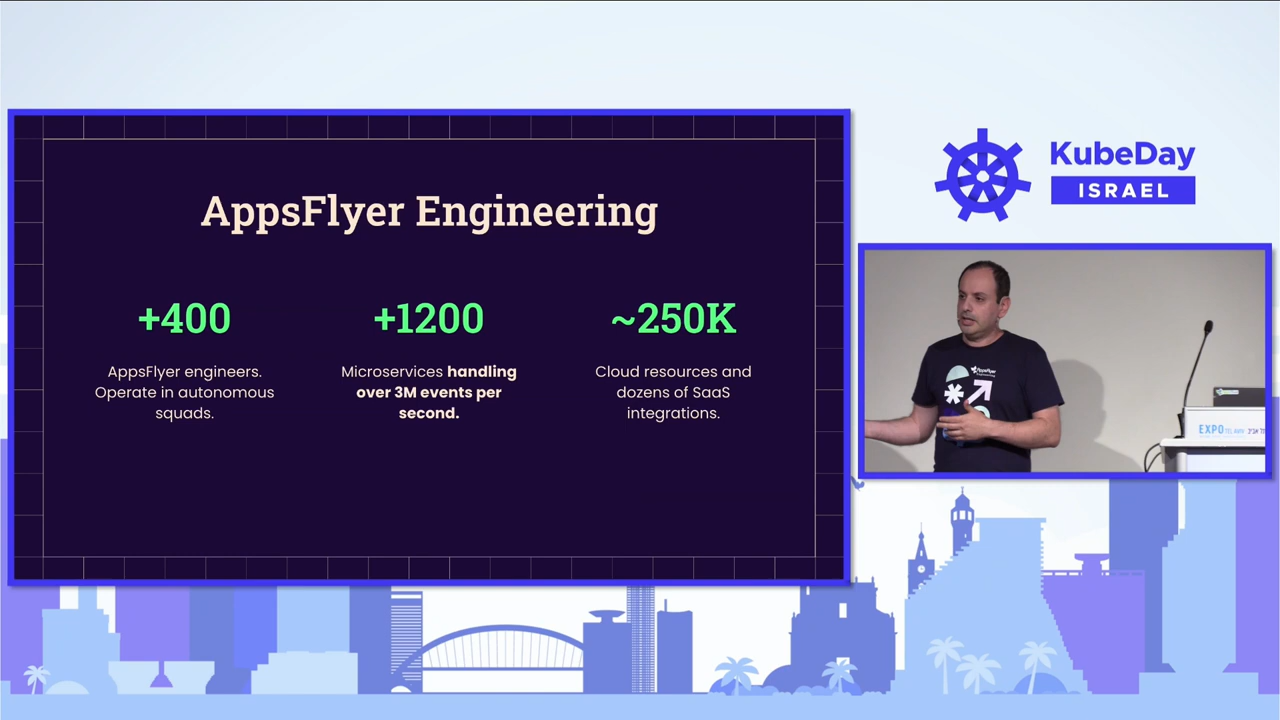 AppsFlyer Engineering
+400
AppsFlyer engineers.
Operate in autonomous
squads.
+1200
Microservices handling
over 3M events per
second.
~250K
Cloud resources and
dozens of SaaS
integrations.
KubeDay
ISRAEL
AppsFlyer
EXPO